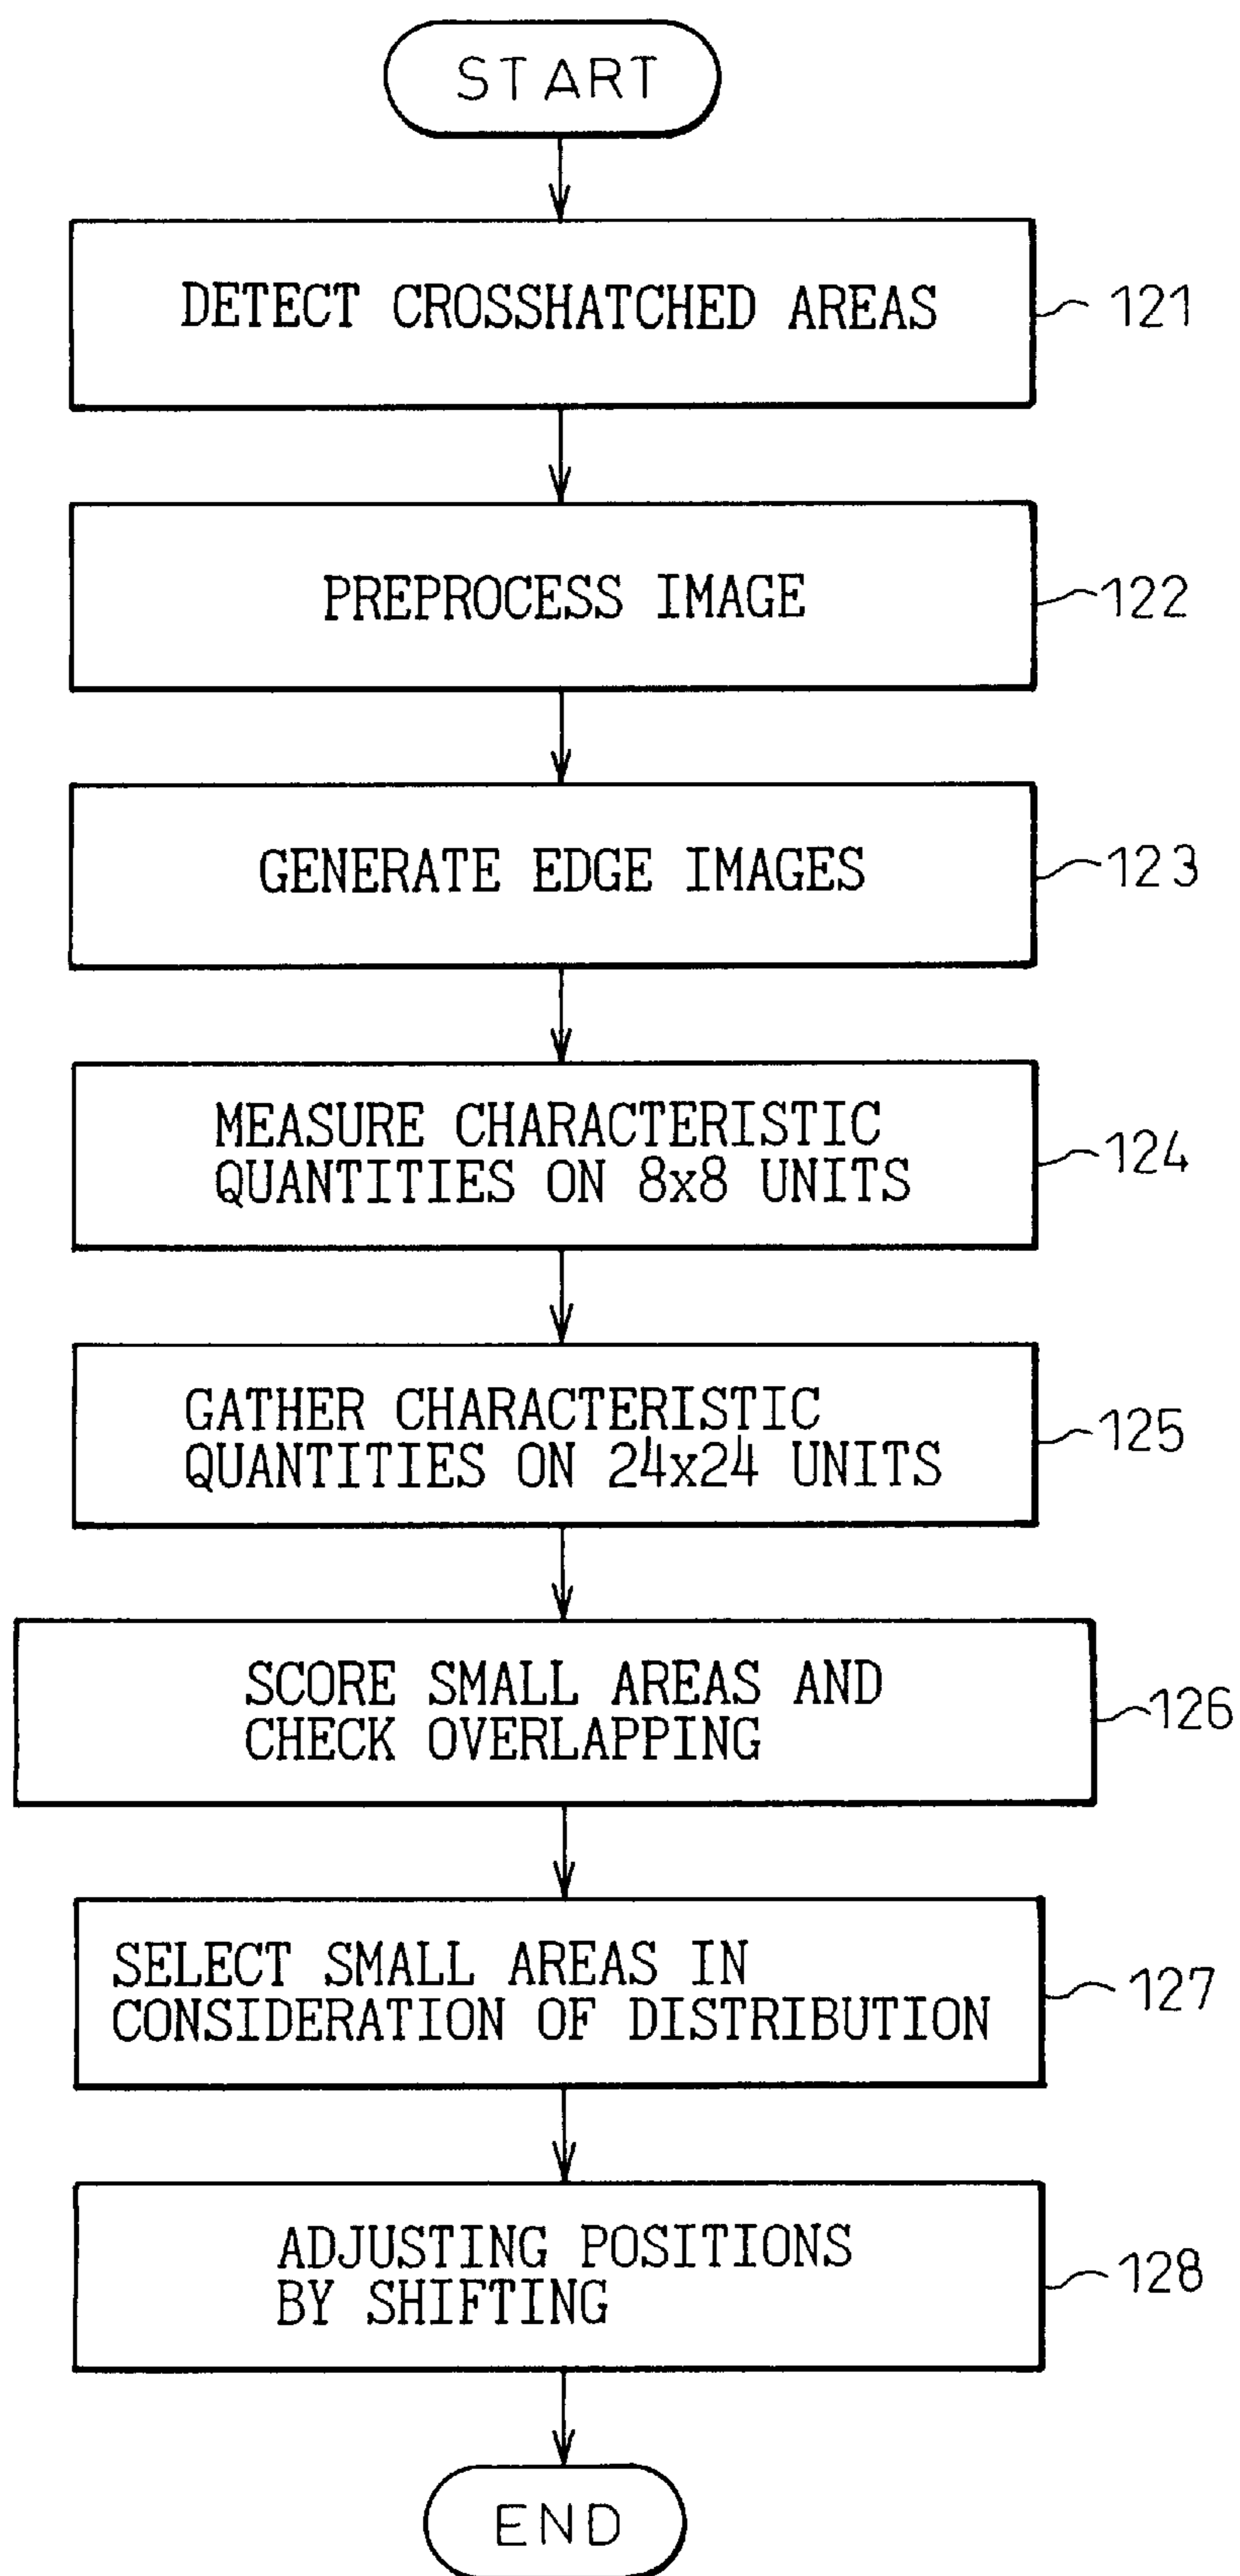 START
DETECT CROSSHATCHED AREAS
121
PREPROCESS IMAGE
122
GENERATE EDGE IMAGES
123
MEASURE CHARACTERISTIC
QUANTITIES ON 8x8 UNITS
124
GATHER CHARACTERISTIC
QUANTITIES ON 24x24 UNITS
125
SCORE SMALL AREAS AND
CHECK OVERLAPPING
126
SELECT SMALL AREAS IN
CONSIDERATION OF DISTRIBUTION
127
ADJUSTING POSITIONS
BY SHIFTING
128
END